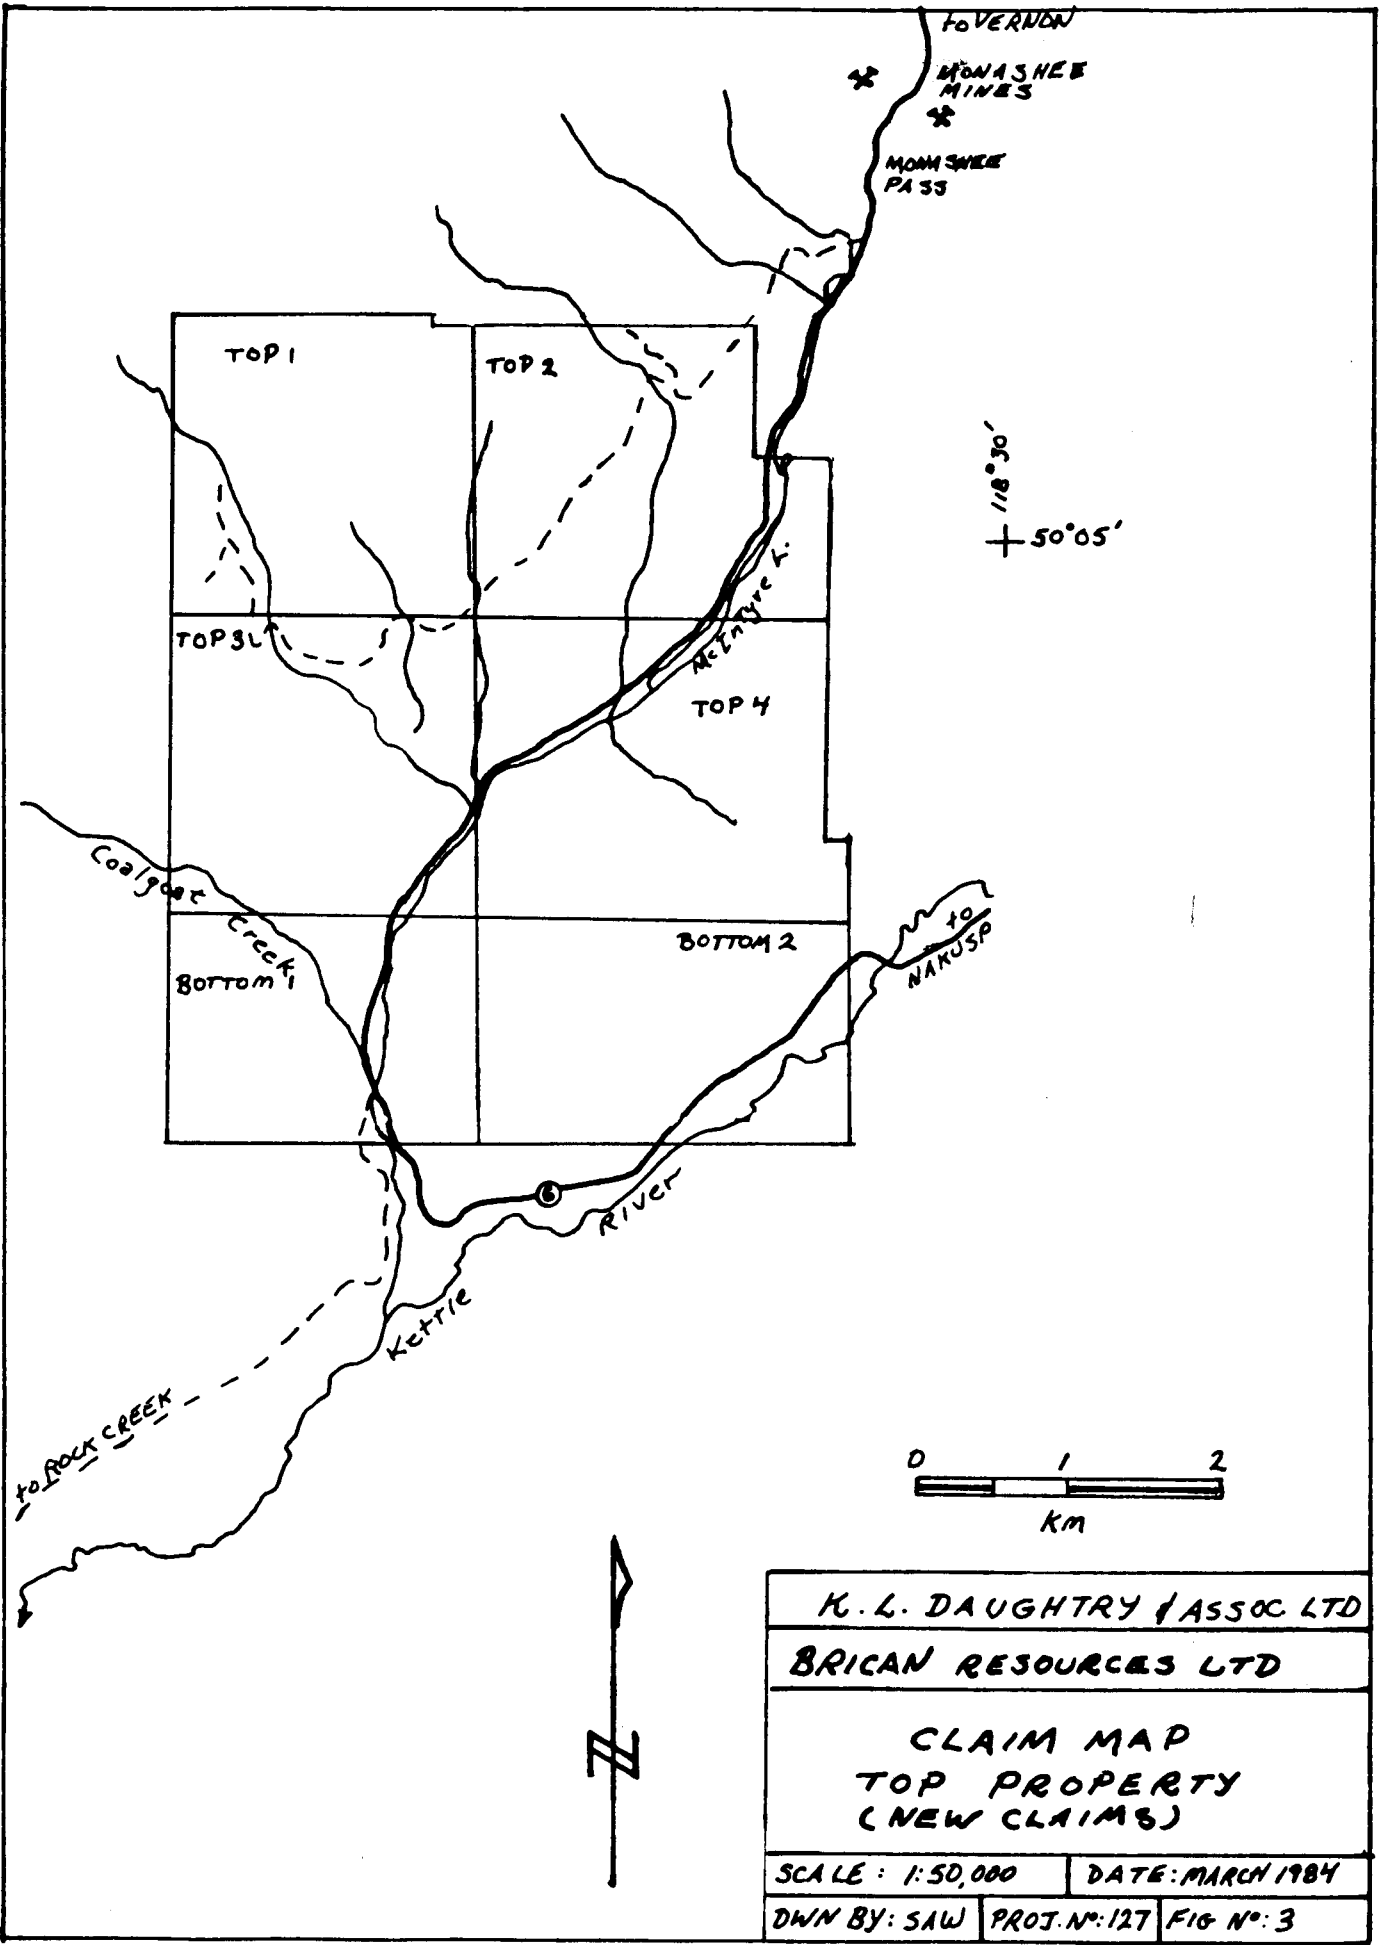 to VERNON
MONASHEE
MINES
MONASHEE
PASS
TOP 1
TOP 2
118°30'
50°05'
McIntyre L.
TOP 3
TOP 4
Coalgoat
Creek
BOTTOM 1
BOTTOM 2
to
NAKUSP
6
Kettle
River
to ROCK CREEK
0 1 2
Km
N
K. L. DAUGHTRY & ASSOC LTD
BRICAN RESOURCES LTD
CLAIM MAP
TOP PROPERTY
(NEW CLAIMS)
SCALE : 1:50,000
DATE: MARCH 1984
DWN BY: SAW
PROJ. Nº: 127
FIG Nº: 3